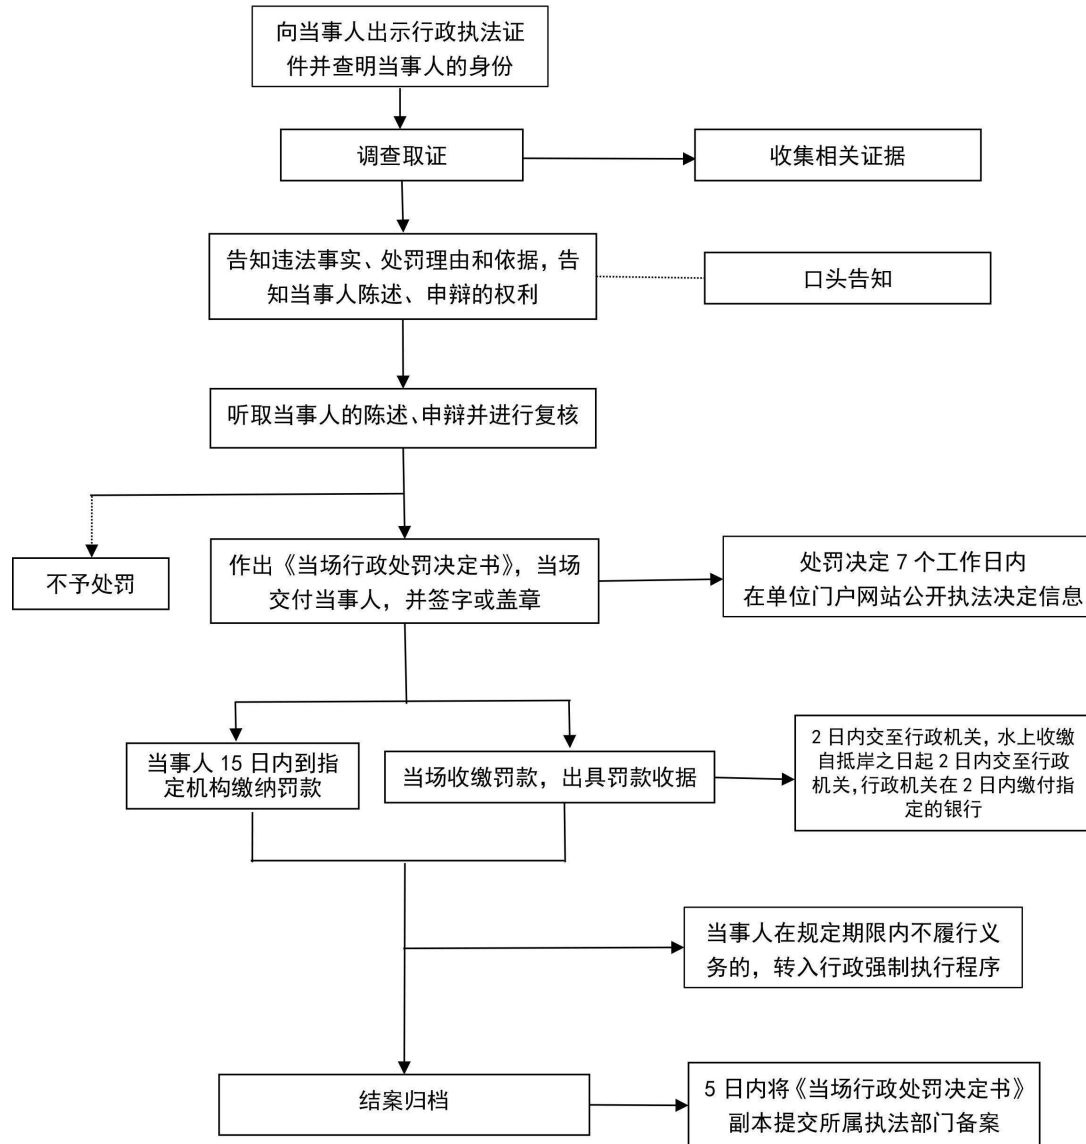 向当事人出示行政执法证
件并查明当事人的身份
调查取证
收集相关证据
告知违法事实、处罚理由和依据,告
知当事人陈述、申辩的权利
口头告知
听取当事人的陈述、申辩并进行复核
不予处罚
作出《当场行政处罚决定书》,当场
交付当事人,并签字或盖章
处罚决定 7 个工作日内
在单位门户网站公开执法决定信息
当事人 15 日内到指
定机构缴纳罚款
当场收缴罚款,出具罚款收据
2 日内交至行政机关,水上收缴
自抵岸之日起 2 日内交至行政
机关,行政机关在 2 日内缴付指
定的银行
当事人在规定期限内不履行义
务的,转入行政强制执行程序
结案归档
5 日内将《当场行政处罚决定书》
副本提交所属执法部门备案